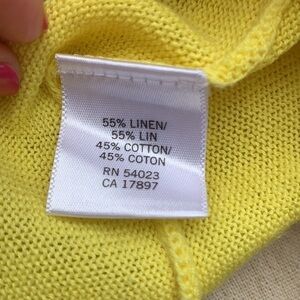 55% LINEN/
55% LIN
45% COTTON/
45% COTON
RN 54023
CA 17897